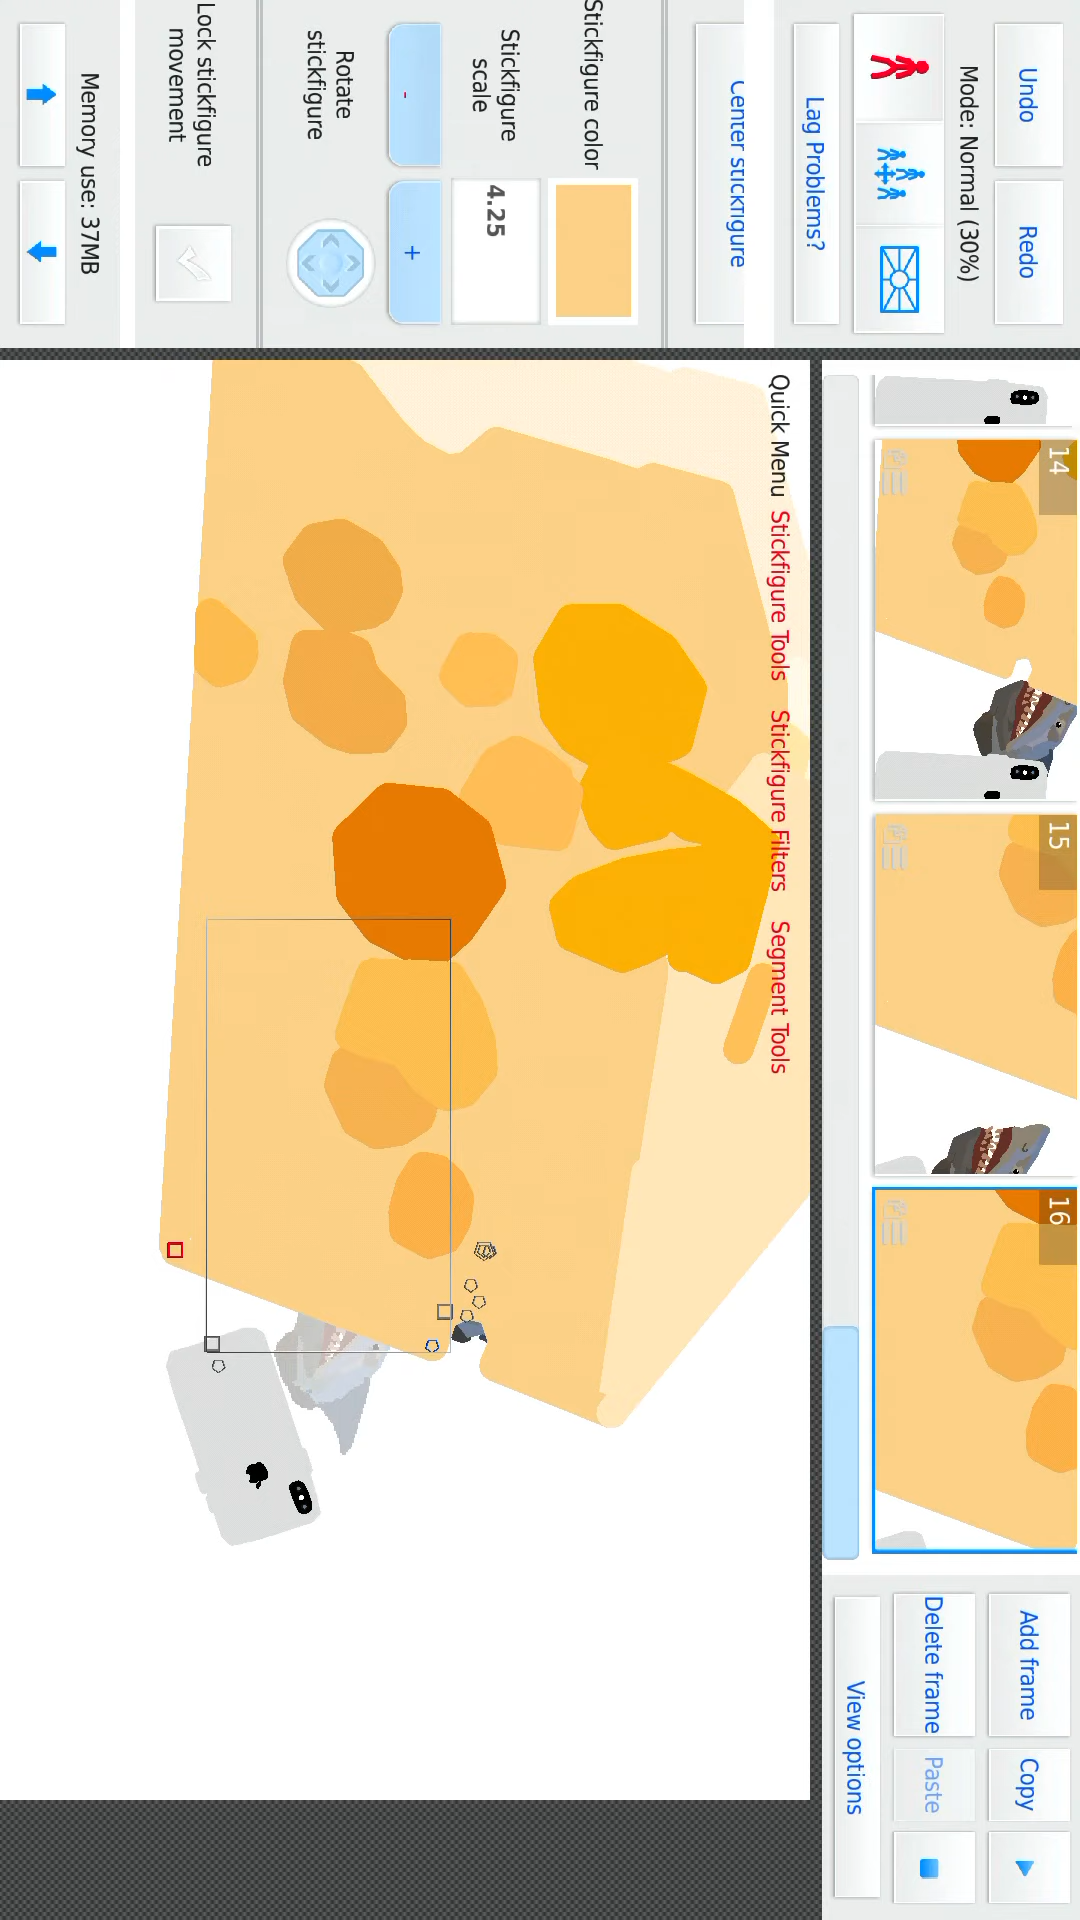 Undo
Redo
Mode: Normal (30%)
Lag Problems?
Center stickfigure
Stickfigure color
Stickfigure
scale
4.25
-
+
Rotate
stickfigure
Lock stickfigure
movement
Memory use: 37MB
14
15
16
Quick Menu
Stickfigure Tools
Stickfigure Filters
Segment Tools
Add frame
Copy
Delete frame
Paste
View options